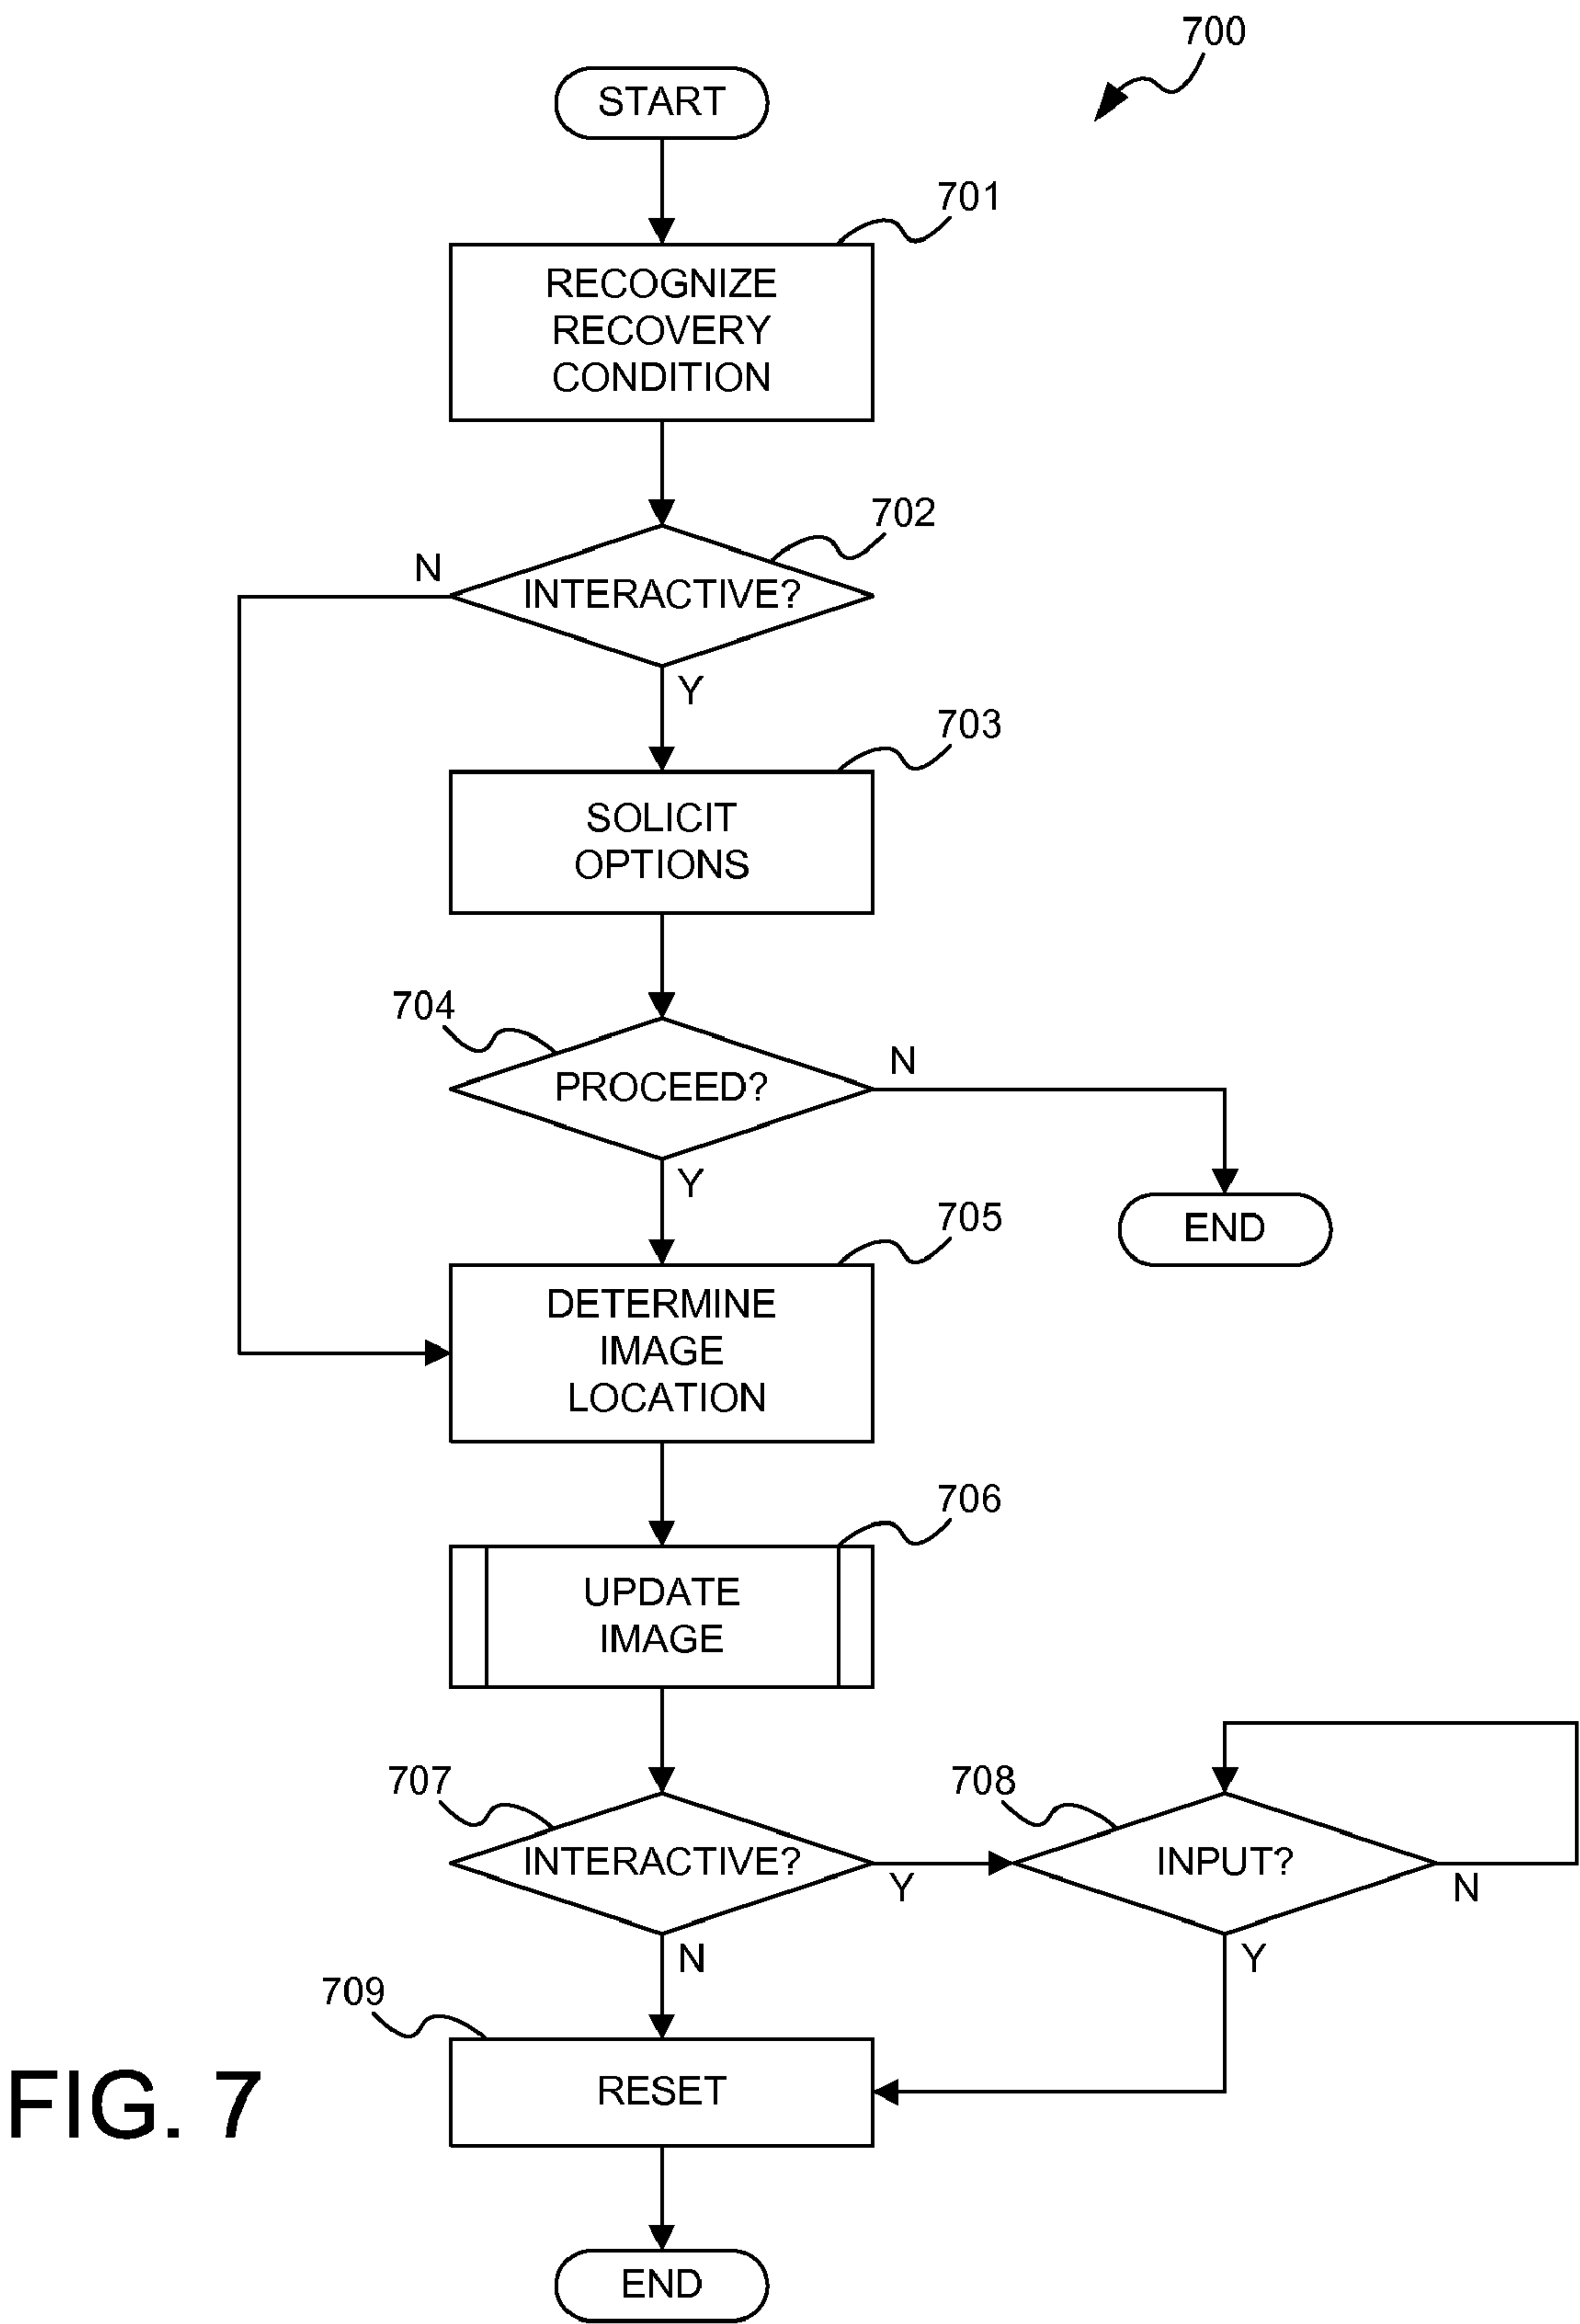 700
START
701
RECOGNIZE
RECOVERY
CONDITION
702
N
INTERACTIVE?
Y
703
SOLICIT
OPTIONS
704
N
PROCEED?
Y
END
705
DETERMINE
IMAGE
LOCATION
706
UPDATE
IMAGE
707
708
INTERACTIVE?
Y
INPUT?
N
N
Y
709
RESET
FIG. 7
END